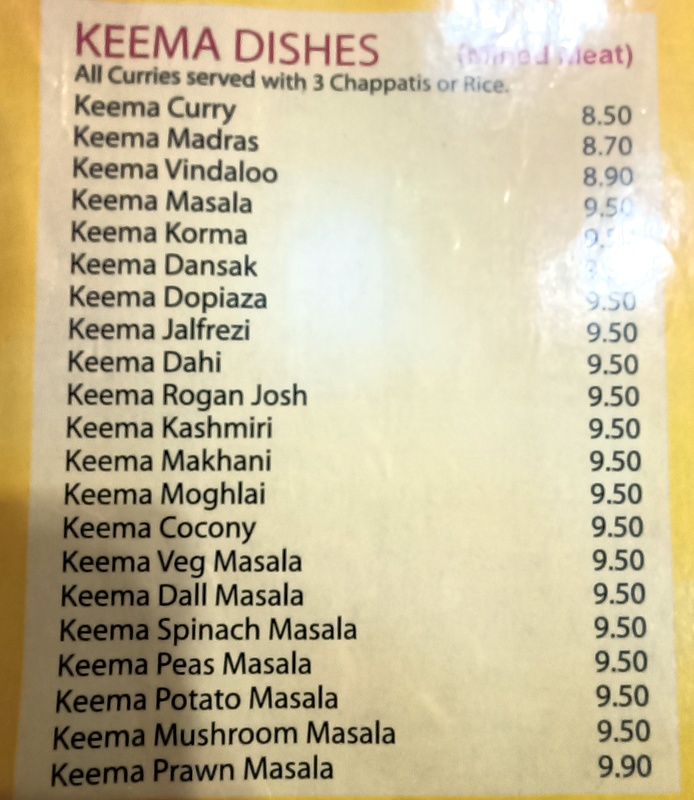 KEEMA DISHES (Mined Meat)
All Curries served with 3 Chappatis or Rice.
Keema Curry 8.50
Keema Madras 8.70
Keema Vindaloo 8.90
Keema Masala 9.50
Keema Korma
Keema Dansak
Keema Dopiaza 9.50
Keema Jalfrezi 9.50
Keema Dahi 9.50
Keema Rogan Josh 9.50
Keema Kashmiri 9.50
Keema Makhani 9.50
Keema Moghlai 9.50
Keema Cocony 9.50
Keema Veg Masala 9.50
Keema Dall Masala 9.50
Keema Spinach Masala 9.50
Keema Peas Masala 9.50
Keema Potato Masala 9.50
Keema Mushroom Masala 9.50
Keema Prawn Masala 9.90